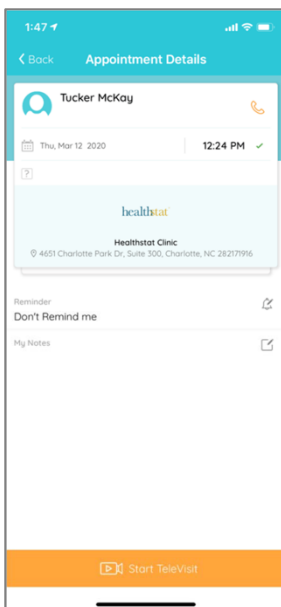 1:47
Back Appointment Details
Tucker McKay
Thu, Mar 12 2020 12:24 PM
?
healthstat
Healthstat Clinic
4651 Charlotte Park Dr, Suite 300, Charlotte, NC 282171916
Reminder
Don't Remind me
My Notes
Start TeleVisit